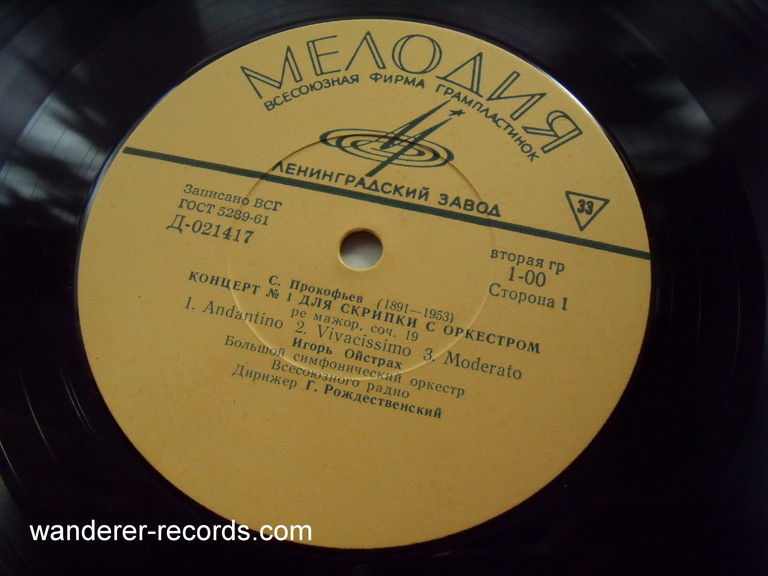 МЕЛОДИЯ
ВСЕСОЮЗНАЯ ФИРМА ГРАМПЛАСТИНОК
ЛЕНИНГРАДСКИЙ ЗАВОД
33
Записано ВСГ
ГОСТ 5289-61
Д-021417
вторая гр
1-00
Сторона 1
С. Прокофьев (1891—1953)
КОНЦЕРТ № 1 ДЛЯ СКРИПКИ С ОРКЕСТРОМ
ре мажор, соч. 19
1. Andantino 2. Vivacissimo 3. Moderato
Игорь Ойстрах
Большой симфонический оркестр
Всесоюзного радио
Дирижер Г. Рождественский
wanderer-records.com